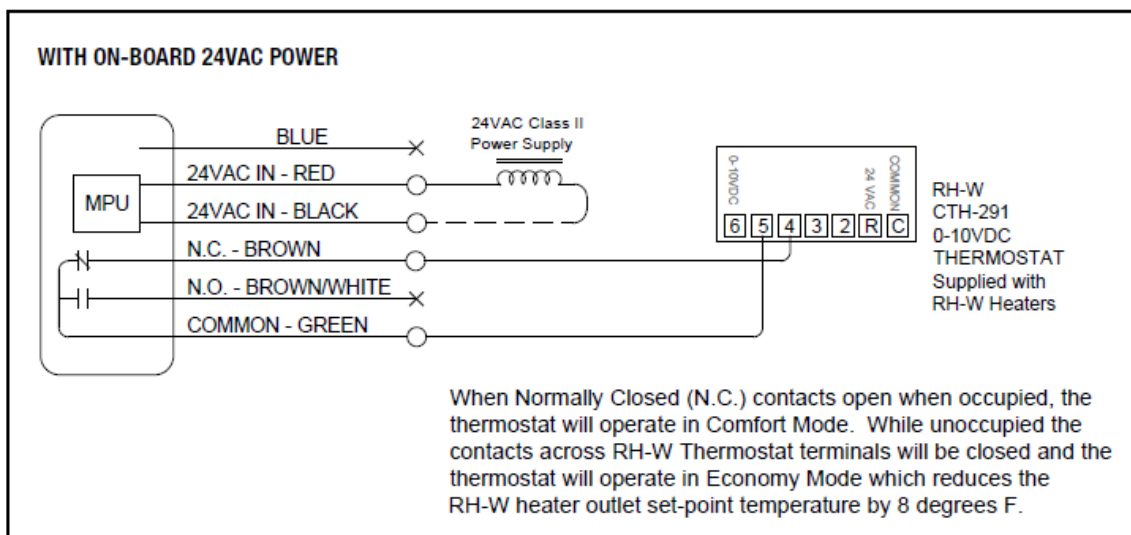 WITH ON-BOARD 24VAC POWER
BLUE
24VAC Class II
Power Supply
24VAC IN - RED
MPU
24VAC IN - BLACK
N.C. - BROWN
N.O. - BROWN/WHITE
COMMON - GREEN
0-10VDC
24 VAC
COMMON
6 5 4 3 2 R C
RH-W
CTH-291
0-10VDC
THERMOSTAT
Supplied with
RH-W Heaters
When Normally Closed (N.C.) contacts open when occupied, the
thermostat will operate in Comfort Mode. While unoccupied the
contacts across RH-W Thermostat terminals will be closed and the
thermostat will operate in Economy Mode which reduces the
RH-W heater outlet set-point temperature by 8 degrees F.